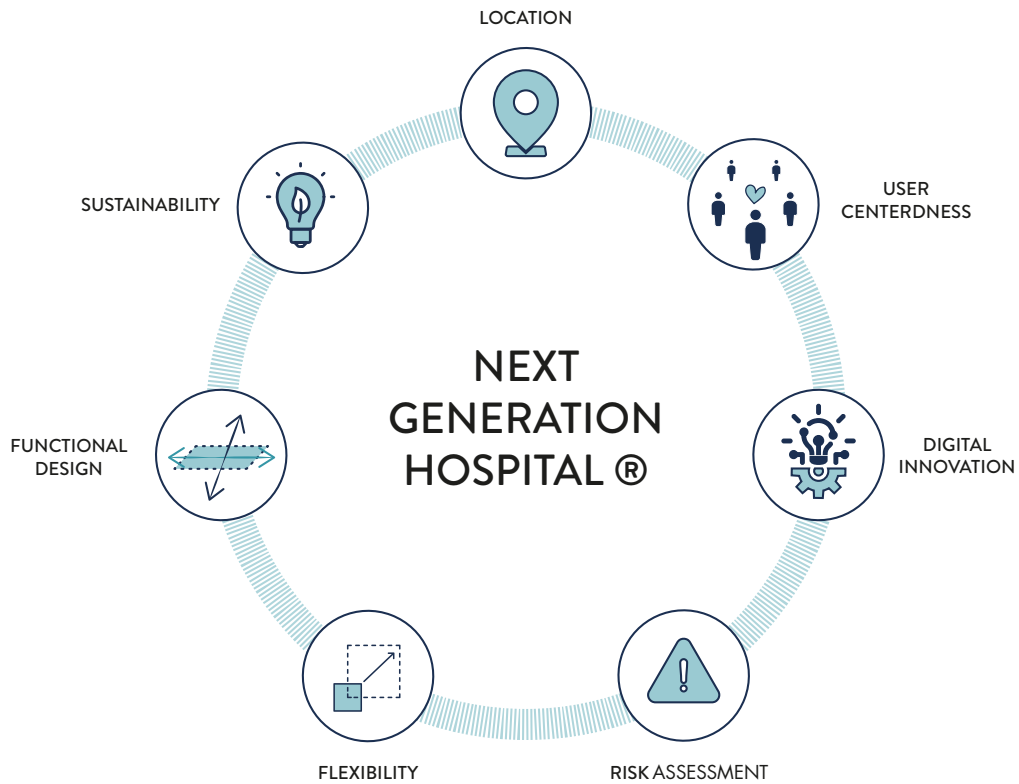 LOCATION
USER
CENTERDNESS
SUSTAINABILITY
NEXT
GENERATION
HOSPITAL ®
FUNCTIONAL
DESIGN
DIGITAL
INNOVATION
FLEXIBILITY
RISK ASSESSMENT